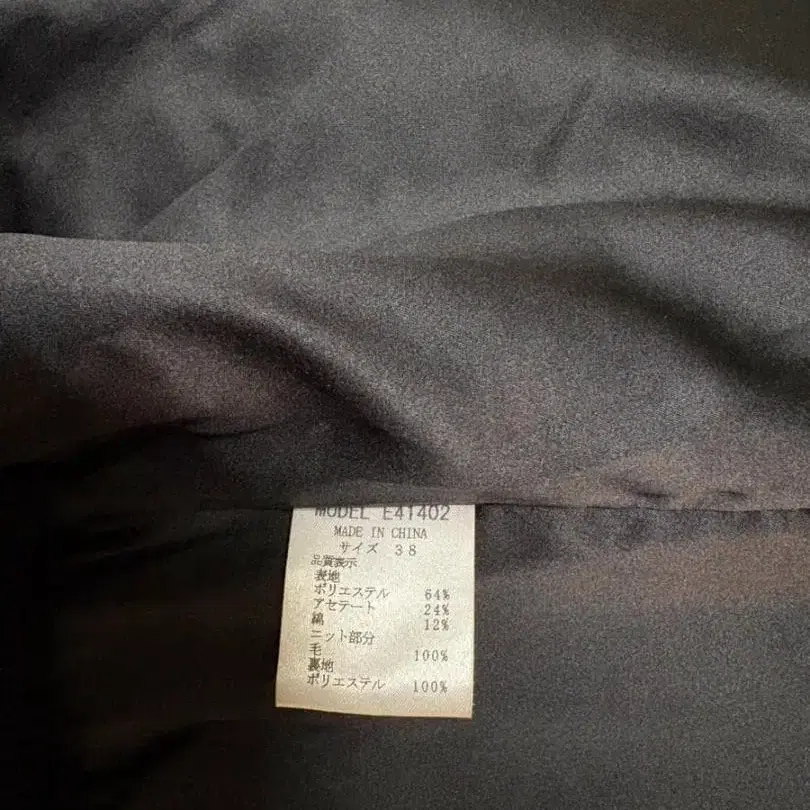 MODEL E41402
MADE IN CHINA
サイズ 38
品質表示
表地
ポリエステル 64%
アセテート 24%
綿 12%
ニット部分
毛 100%
裏地
ポリエステル 100%